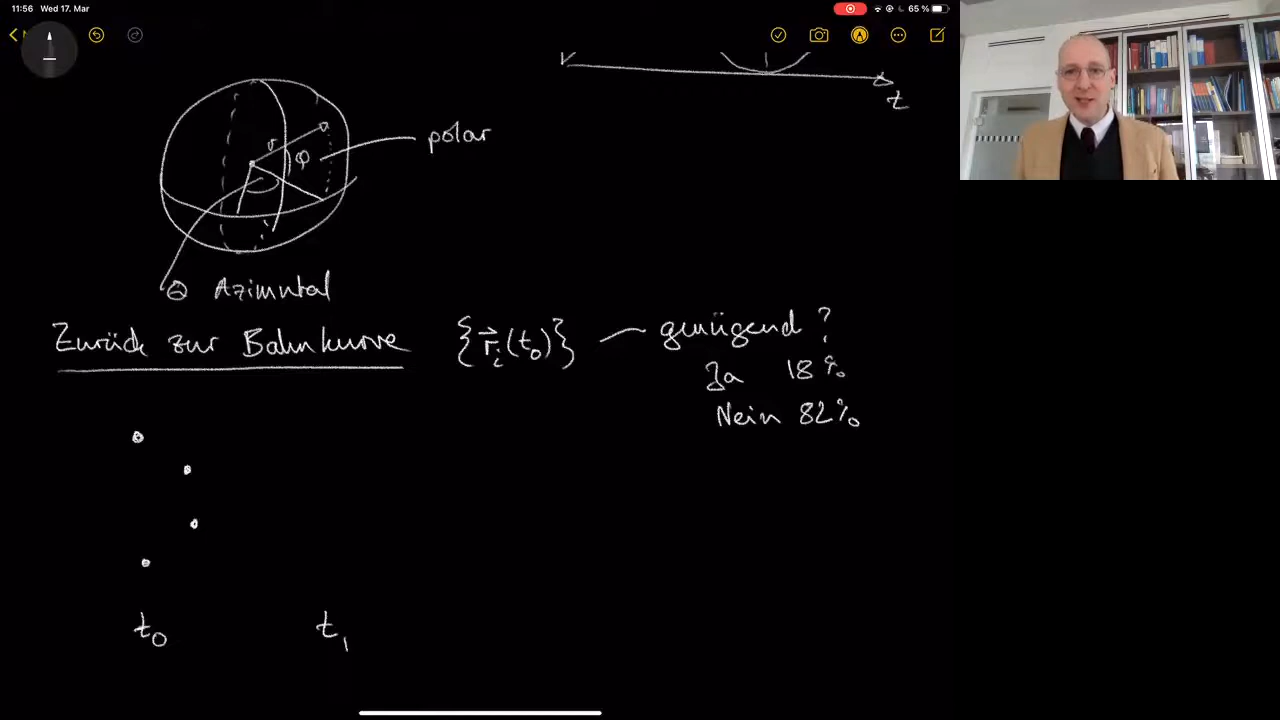 11:56 Wed 17. Mar
65 %
t
r
φ
polar
Θ Azimutal
Zurück zur Bahnkurve {r⃗ᵢ(t₀)} genügend?
Ja 18%
Nein 82%
t₀ t₁